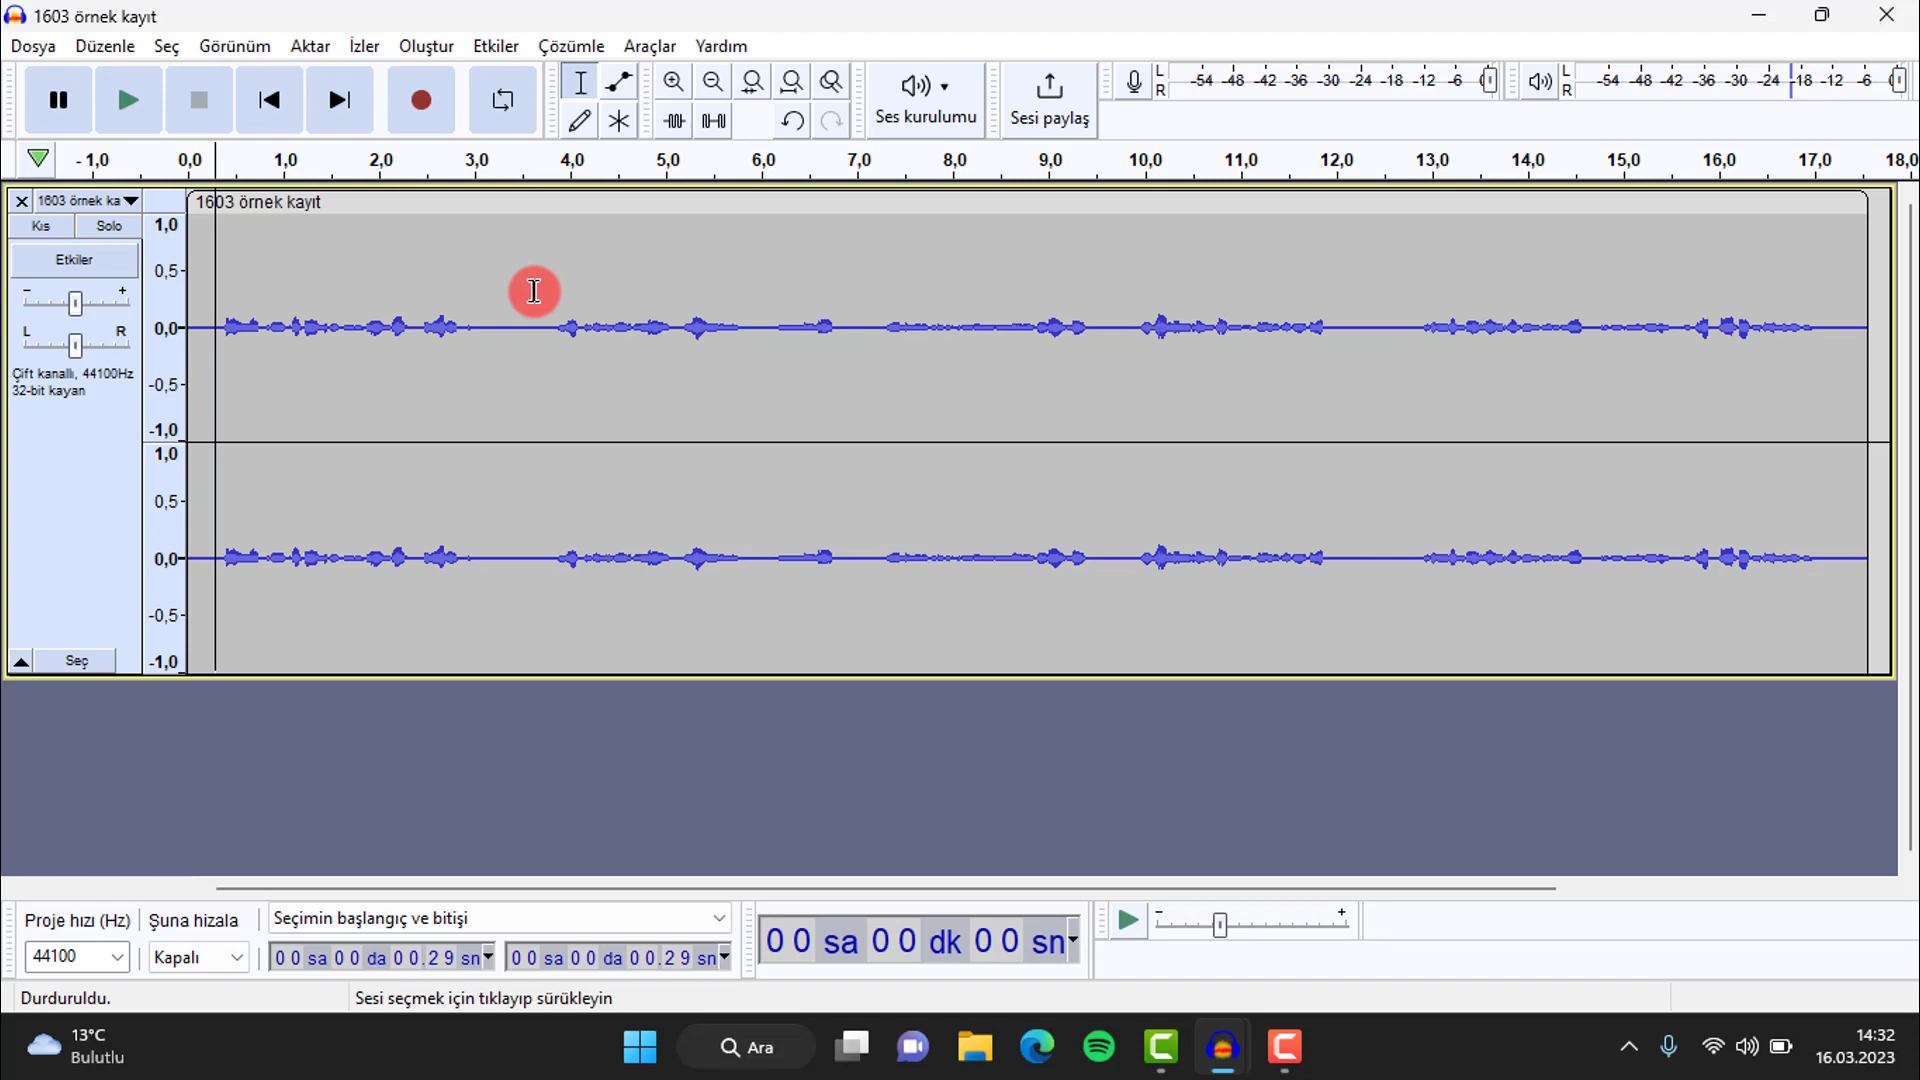 1603 örnek kayıt
Dosya Düzenle Seç Görünüm Aktar İzler Oluştur Etkiler Çözümle Araçlar Yardım
Ses kurulumu
Sesi paylaş
L R -54 -48 -42 -36 -30 -24 -18 -12 -6 0
L R -54 -48 -42 -36 -30 -24 -18 -12 -6 0
-1,0 0,0 1,0 2,0 3,0 4,0 5,0 6,0 7,0 8,0 9,0 10,0 11,0 12,0 13,0 14,0 15,0 16,0 17,0 18,0
1603 örnek ka
1603 örnek kayıt
Kıs Solo
Etkiler
- +
L R
Çift kanallı, 44100Hz
32-bit kayan
1,0
0,5
0,0
-0,5
-1,0
1,0
0,5
0,0
-0,5
-1,0
Seç
Proje hızı (Hz) Şuna hizala Seçimin başlangıç ve bitişi
44100 Kapalı 00 sa 00 da 00.29 sn 00 sa 00 da 00.29 sn
00 sa 00 dk 00 sn
- +
Durduruldu. Sesi seçmek için tıklayıp sürükleyin
13°C
Bulutlu
Ara
14:32
16.03.2023